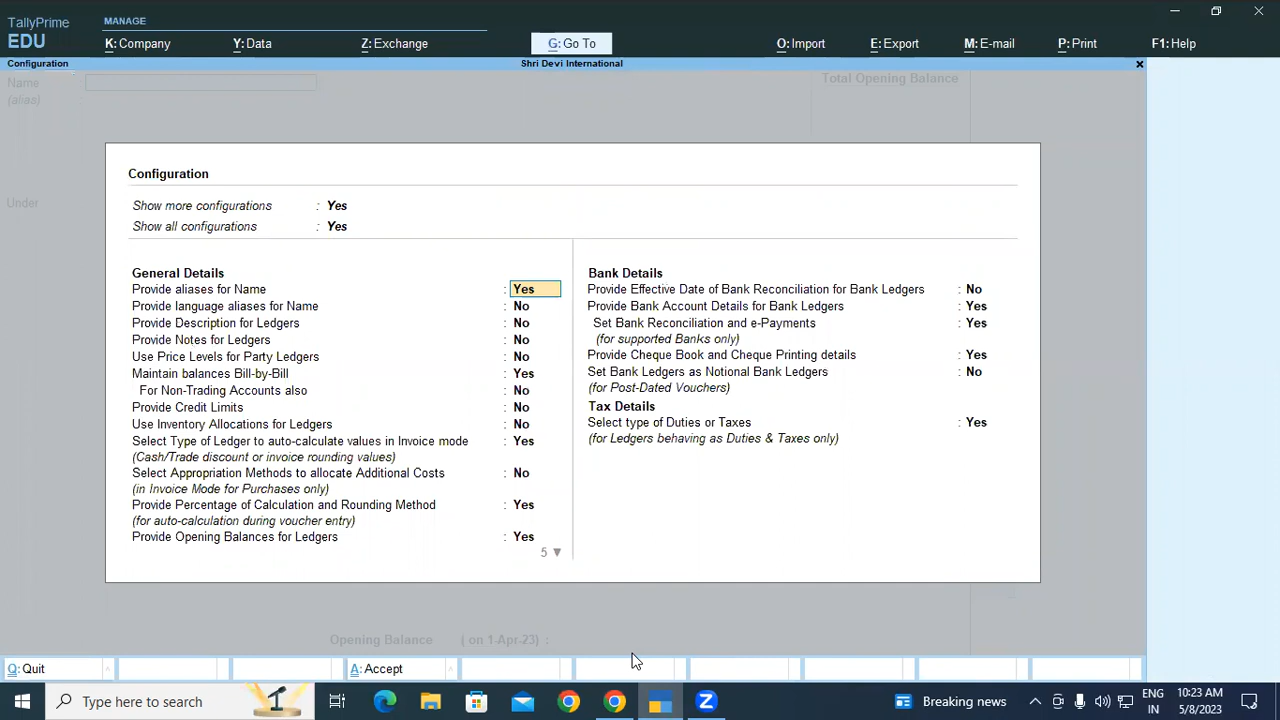 TallyPrime
EDU
MANAGE
K: Company
Y: Data
Z: Exchange
G: Go To
O: Import
E: Export
M: E-mail
P: Print
F1: Help
Configuration
Shri Devi International
Name
(alias)
Total Opening Balance
Under
Configuration
Show more configurations : Yes
Show all configurations : Yes
General Details
Provide aliases for Name : Yes
Provide language aliases for Name : No
Provide Description for Ledgers : No
Provide Notes for Ledgers : No
Use Price Levels for Party Ledgers : No
Maintain balances Bill-by-Bill : Yes
For Non-Trading Accounts also : No
Provide Credit Limits : No
Use Inventory Allocations for Ledgers : No
Select Type of Ledger to auto-calculate values in Invoice mode : Yes
(Cash/Trade discount or invoice rounding values)
Select Appropriation Methods to allocate Additional Costs : No
(in Invoice Mode for Purchases only)
Provide Percentage of Calculation and Rounding Method : Yes
(for auto-calculation during voucher entry)
Provide Opening Balances for Ledgers : Yes
5 ▼
Bank Details
Provide Effective Date of Bank Reconciliation for Bank Ledgers : No
Provide Bank Account Details for Bank Ledgers : Yes
Set Bank Reconciliation and e-Payments : Yes
(for supported Banks only)
Provide Cheque Book and Cheque Printing details : Yes
Set Bank Ledgers as Notional Bank Ledgers : No
(for Post-Dated Vouchers)
Tax Details
Select type of Duties or Taxes : Yes
(for Ledgers behaving as Duties & Taxes only)
Opening Balance ( on 1-Apr-23) :
Q: Quit
A: Accept
Type here to search
Breaking news
ENG
IN
10:23 AM
5/8/2023